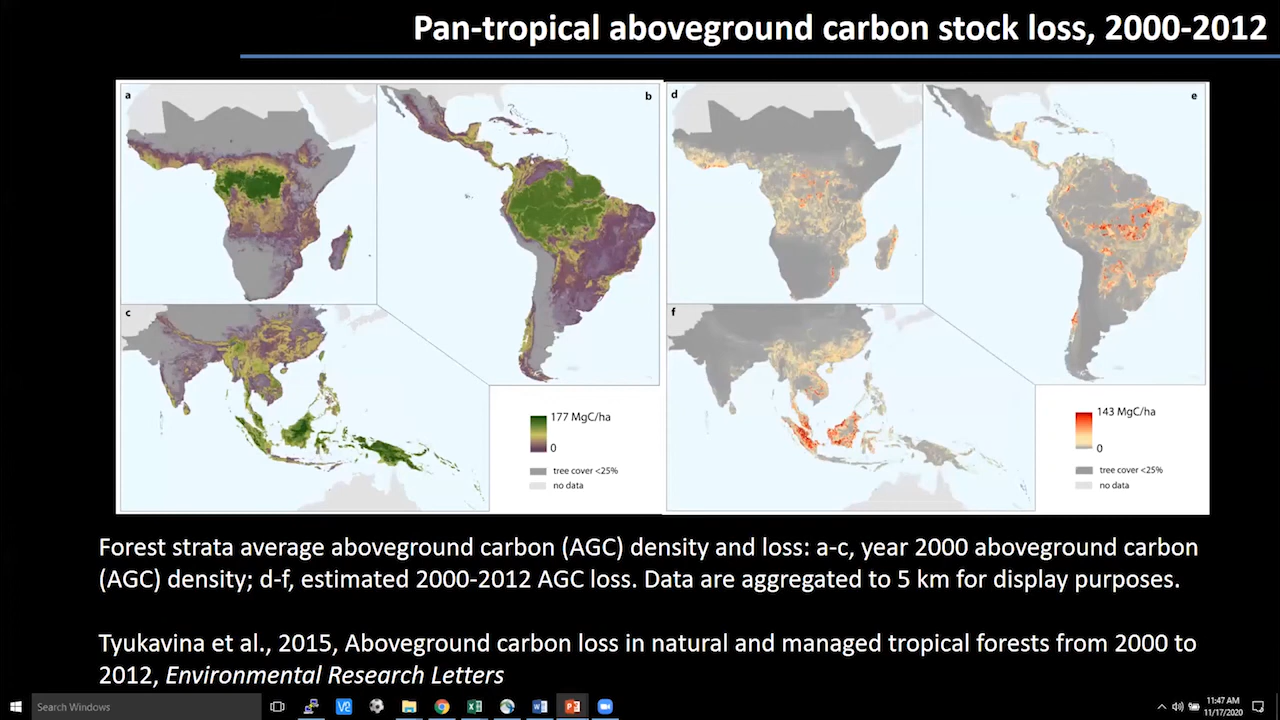 Pan-tropical aboveground carbon stock loss, 2000-2012
a
b
d
e
c
f
177 MgC/ha
0
tree cover <25%
no data
143 MgC/ha
0
tree cover <25%
no data
Forest strata average aboveground carbon (AGC) density and loss: a-c, year 2000 aboveground carbon
(AGC) density; d-f, estimated 2000-2012 AGC loss. Data are aggregated to 5 km for display purposes.
Tyukavina et al., 2015, Aboveground carbon loss in natural and managed tropical forests from 2000 to
2012, Environmental Research Letters
Search Windows
11:47 AM
11/17/2020